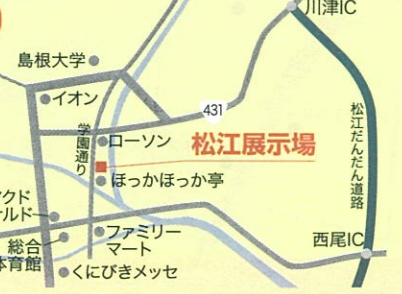 川津IC
島根大学
イオン
431
松江だんだん道路
学園通り
ローソン
松江展示場
ほっかほっか亭
クド
ルド
ファミリー
マート
西尾IC
総合
体育館
くにびきメッセ